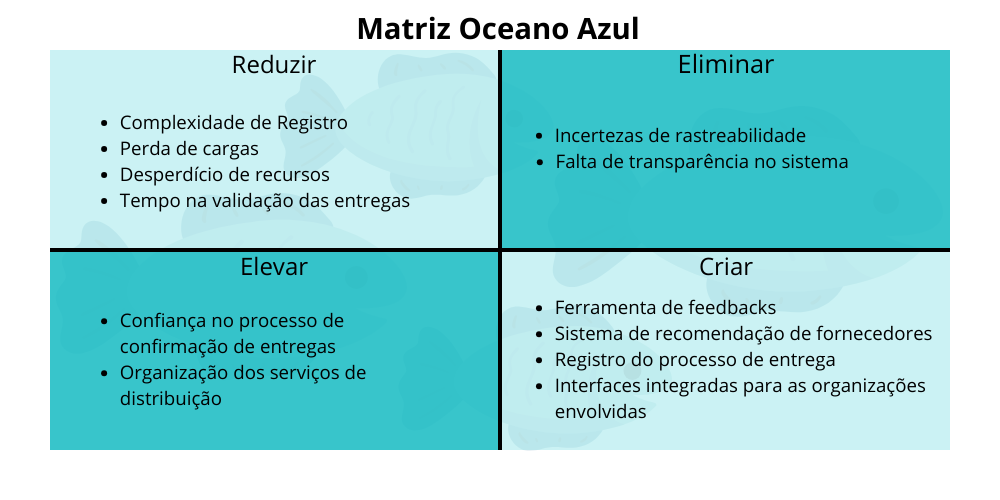 Matriz Oceano Azul
Reduzir
• Complexidade de Registro
• Perda de cargas
• Desperdício de recursos
• Tempo na validação das entregas
Eliminar
• Incertezas de rastreabilidade
• Falta de transparência no sistema
Elevar
• Confiança no processo de
confirmação de entregas
• Organização dos serviços de
distribuição
Criar
• Ferramenta de feedbacks
• Sistema de recomendação de fornecedores
• Registro do processo de entrega
• Interfaces integradas para as organizações
envolvidas